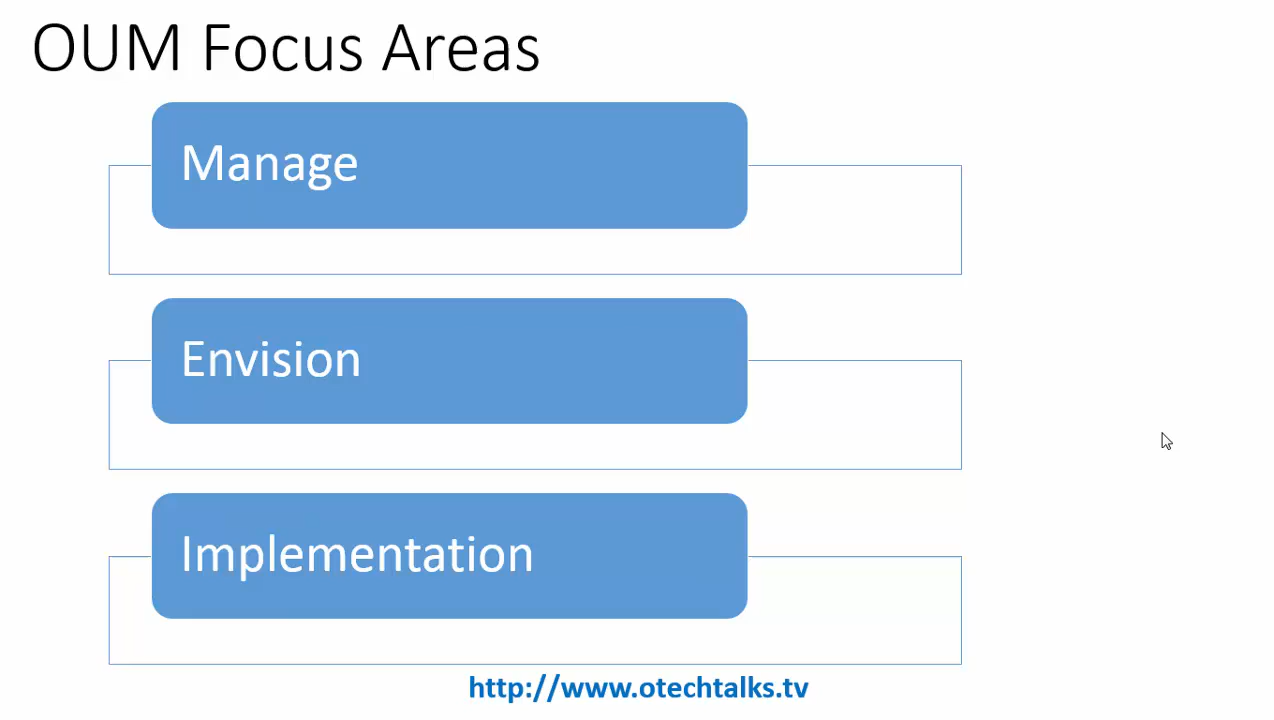 OUM Focus Areas
Manage
Envision
Implementation
http://www.otechtalks.tv